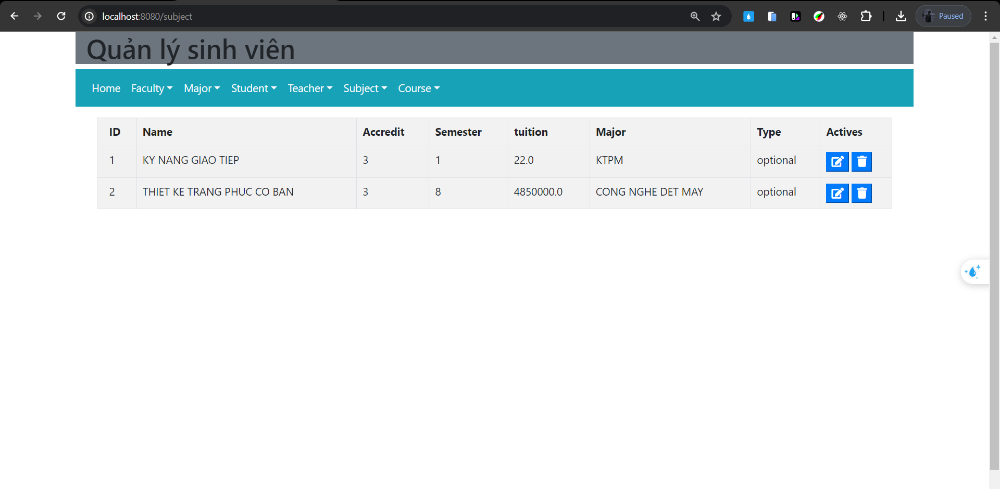 localhost:8080/subject
Paused
Quản lý sinh viên
Home Faculty Major Student Teacher Subject Course
ID Name Accredit Semester tuition Major Type Actives
1 KY NANG GIAO TIEP 3 1 22.0 KTPM optional
2 THIET KE TRANG PHUC CO BAN 3 8 4850000.0 CONG NGHE DET MAY optional